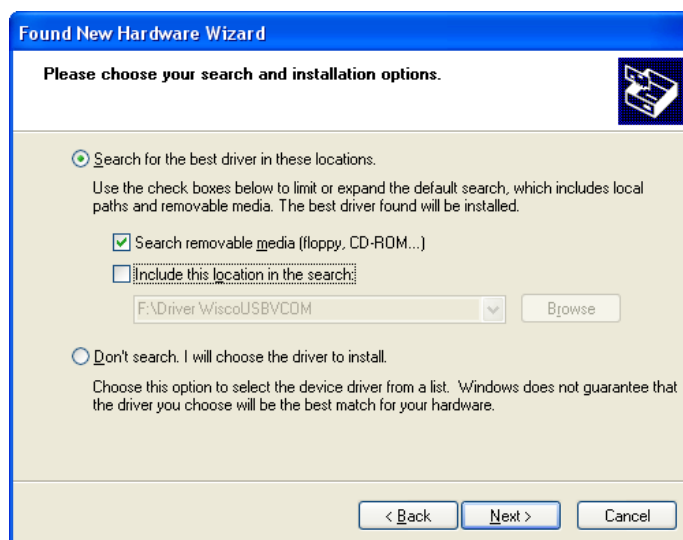 Found New Hardware Wizard
Please choose your search and installation options.
Search for the best driver in these locations.
Use the check boxes below to limit or expand the default search, which includes local
paths and removable media. The best driver found will be installed.
Search removable media (floppy, CD-ROM...)
Include this location in the search:
F:\Driver WiscoUSBVCOM
Browse
Don't search. I will choose the driver to install.
Choose this option to select the device driver from a list. Windows does not guarantee that
the driver you choose will be the best match for your hardware.
< Back
Next >
Cancel